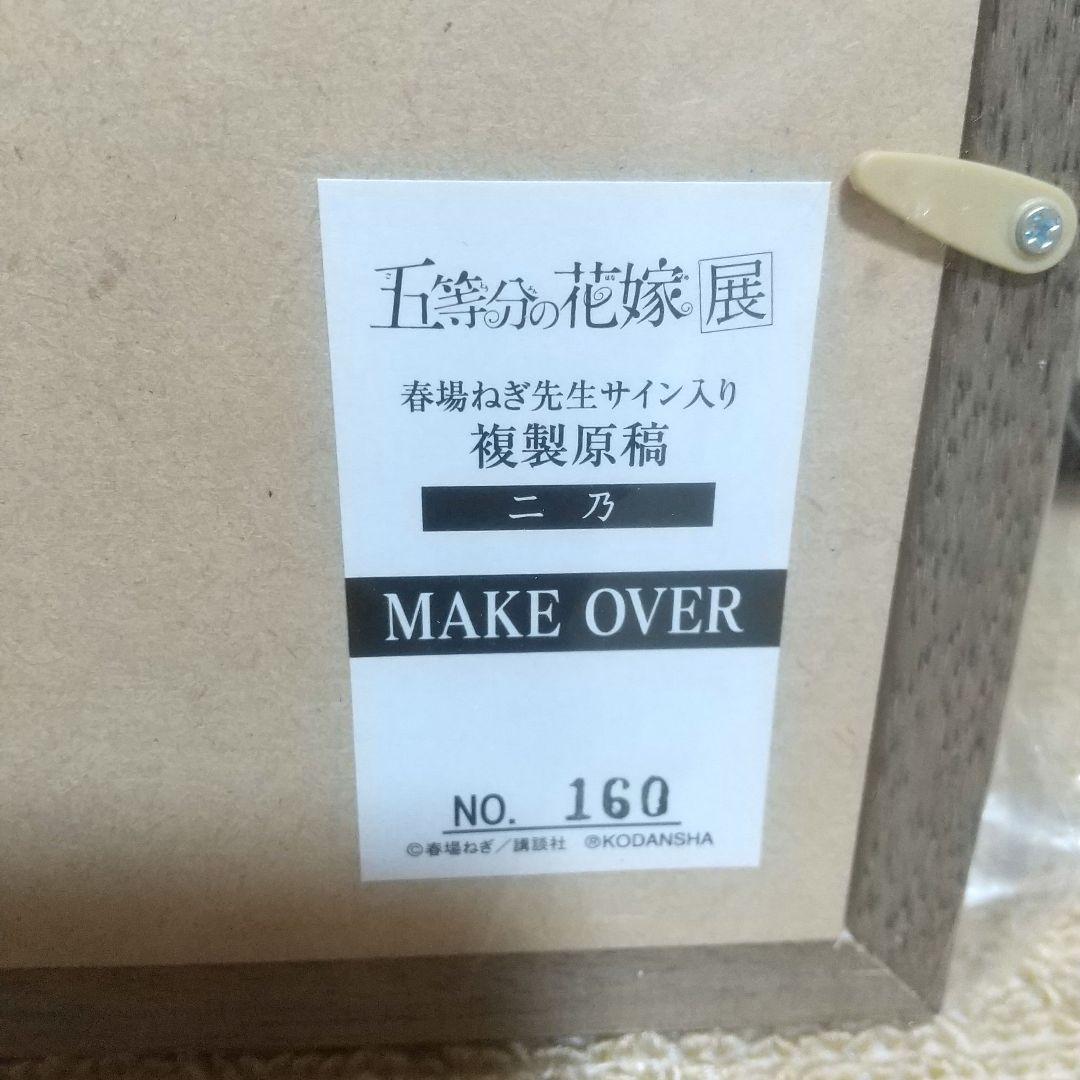 五等分の花嫁展
春場ねぎ先生サイン入り
複製原稿
二乃
MAKE OVER
NO. 160
©春場ねぎ/講談社 ®KODANSHA